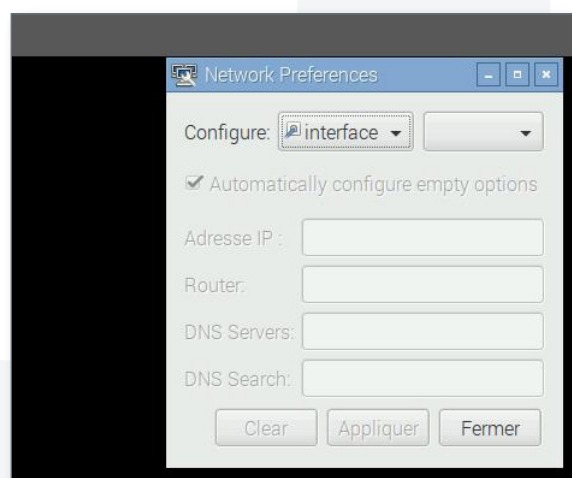 Network Preferences
Configure: interface
Automatically configure empty options
Adresse IP :
Router:
DNS Servers:
DNS Search:
Clear Appliquer Fermer